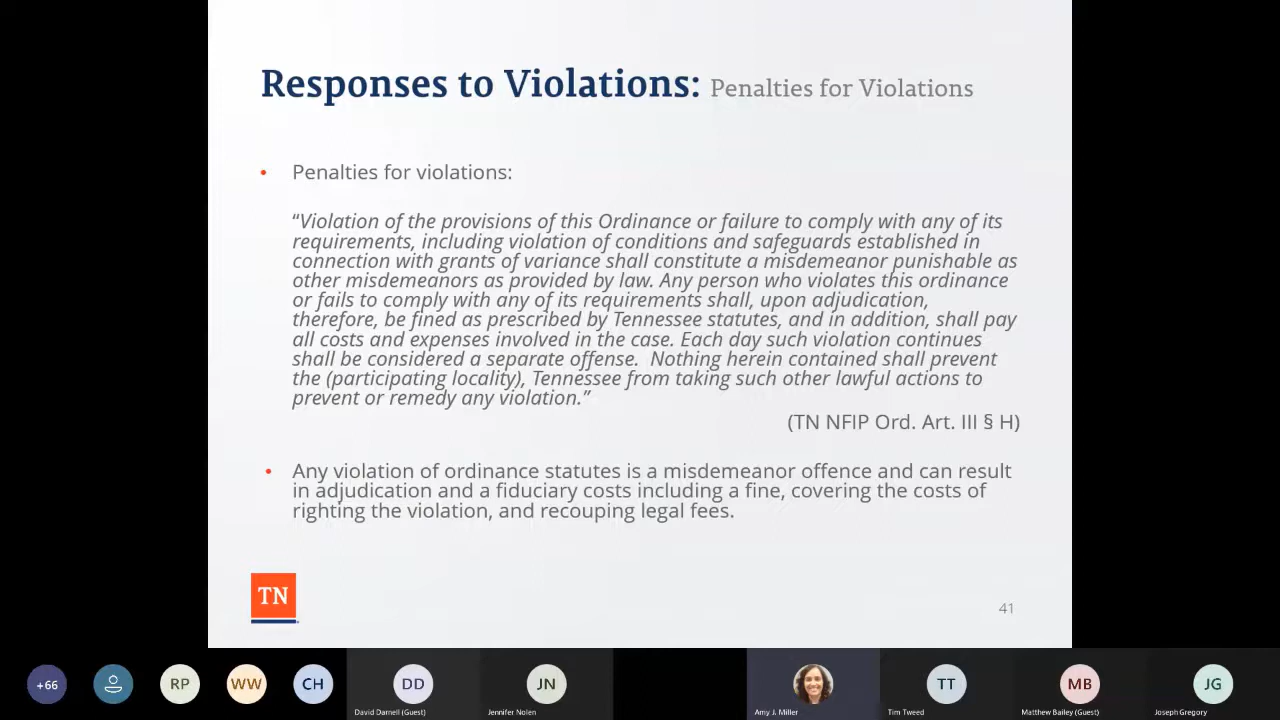 Responses to Violations: Penalties for Violations
• Penalties for violations:
“Violation of the provisions of this Ordinance or failure to comply with any of its
requirements, including violation of conditions and safeguards established in
connection with grants of variance shall constitute a misdemeanor punishable as
other misdemeanors as provided by law. Any person who violates this ordinance
or fails to comply with any of its requirements shall, upon adjudication,
therefore, be fined as prescribed by Tennessee statutes, and in addition, shall pay
all costs and expenses involved in the case. Each day such violation continues
shall be considered a separate offense.  Nothing herein contained shall prevent
the (participating locality), Tennessee from taking such other lawful actions to
prevent or remedy any violation.”
(TN NFIP Ord. Art. III § H)
• Any violation of ordinance statutes is a misdemeanor offence and can result
in adjudication and a fiduciary costs including a fine, covering the costs of
righting the violation, and recouping legal fees.
TN
41
+66
RP
WW
CH
DD
JN
TT
MB
JG
David Darnell (Guest)
Jennifer Nolen
Amy J. Miller
Tim Tweed
Matthew Bailey (Guest)
Joseph Gregory